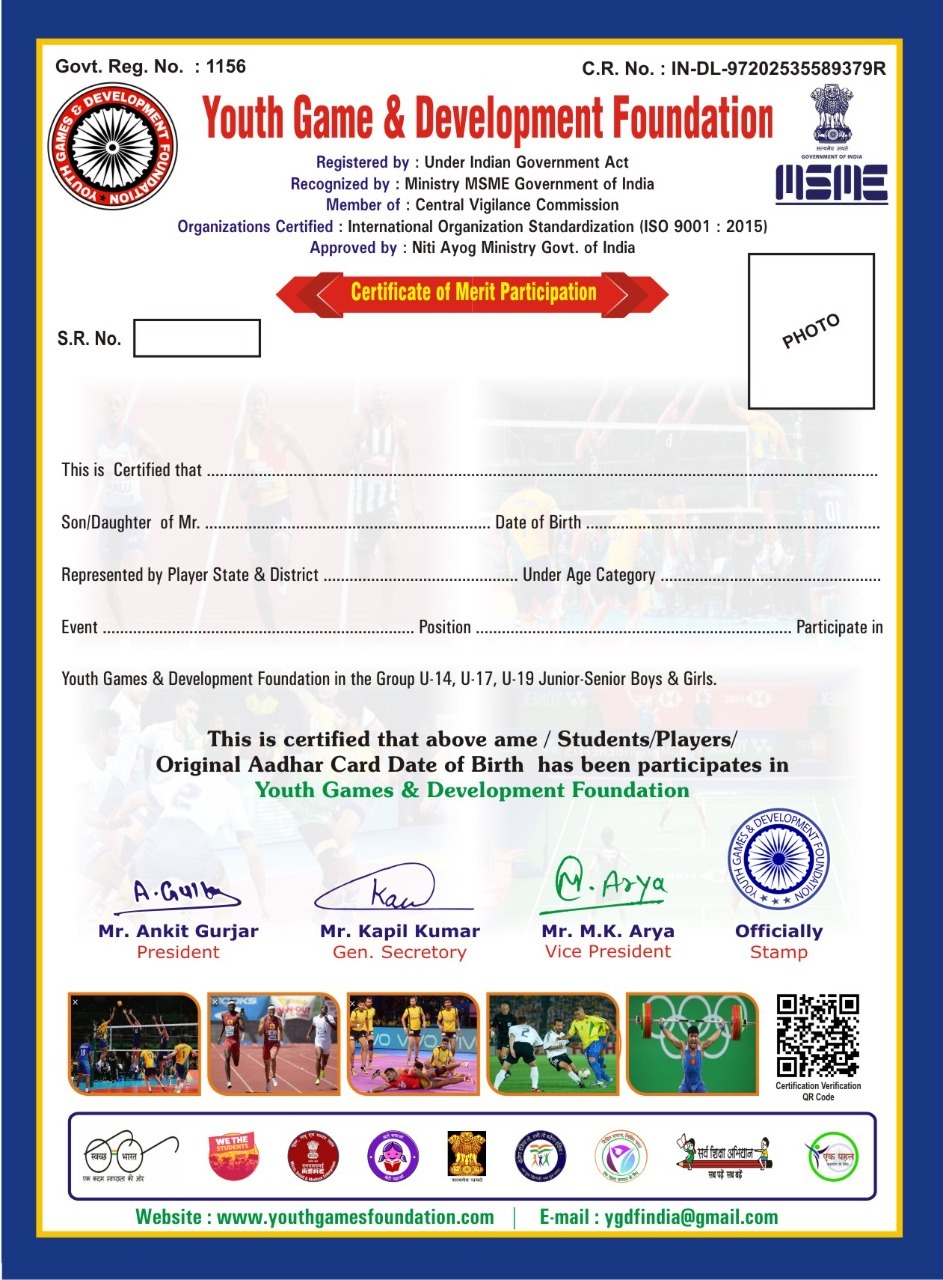 Govt. Reg. No. : 1156
C.R. No. : IN-DL-97202535589379R
YOUTH GAMES & DEVELOPMENT FOUNDATION
Youth Game & Development Foundation
सत्यमेव जयते
GOVERNMENT OF INDIA
MSME
Registered by : Under Indian Government Act
Recognized by : Ministry MSME Government of India
Member of : Central Vigilance Commission
Organizations Certified : International Organization Standardization (ISO 9001 : 2015)
Approved by : Niti Ayog Ministry Govt. of India
Certificate of Merit Participation
S.R. No.
PHOTO
This is Certified that ....................
Son/Daughter of Mr. .................... Date of Birth ....................
Represented by Player State & District .................... Under Age Category ....................
Event .................... Position .................... Participate in
Youth Games & Development Foundation in the Group U-14, U-17, U-19 Junior-Senior Boys & Girls.
This is certified that above ame / Students/Players/
Original Aadhar Card Date of Birth has been participates in
Youth Games & Development Foundation
YOUTH GAMES & DEVELOPMENT FOUNDATION
A. Gurjar
Kapil
M. Arya
Mr. Ankit Gurjar
Mr. Kapil Kumar
Mr. M.K. Arya
Officially
President
Gen. Secretary
Vice President
Stamp
Certification Verification
QR Code
स्वच्छ भारत
एक कदम स्वच्छता की ओर
WE THE
STUDENTS
सत्यमेव जयते
सर्व शिक्षा अभियान
सब पढ़ें सब बढ़ें
एक पहल
Website : www.youthgamesfoundation.com | E-mail : ygdfindia@gmail.com